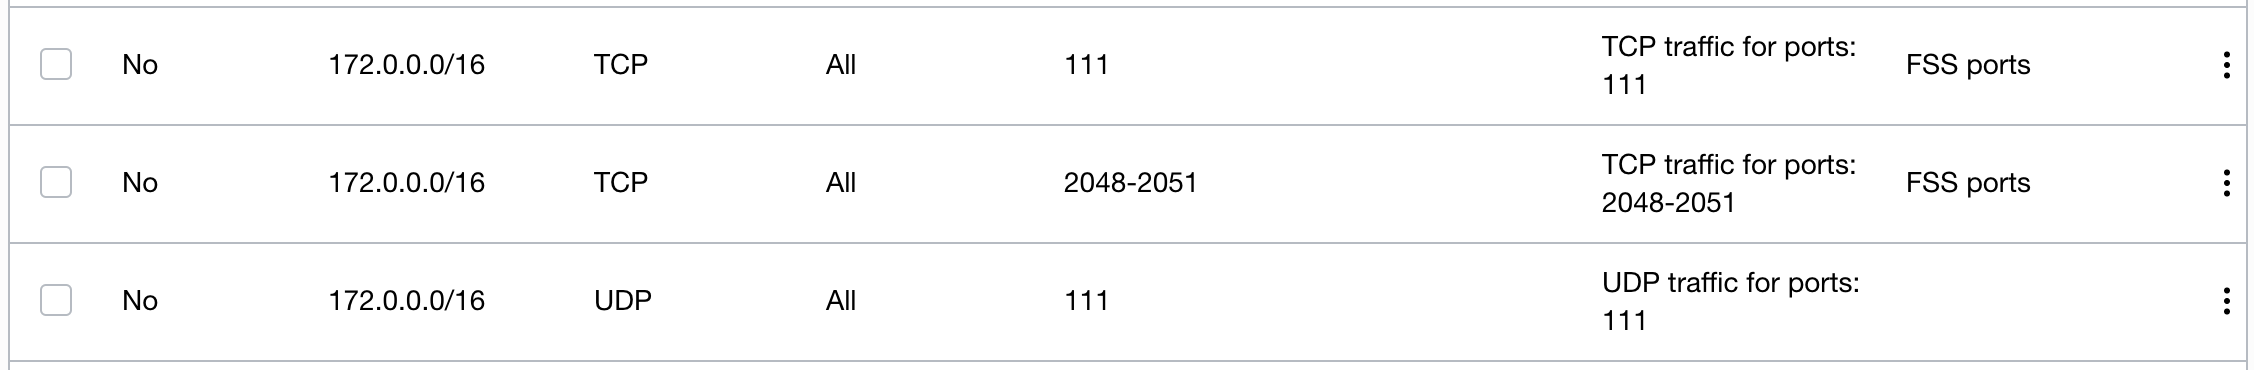 No 172.0.0.0/16 TCP All 111 TCP traffic for ports: FSS ports
111
No 172.0.0.0/16 TCP All 2048-2051 TCP traffic for ports: FSS ports
2048-2051
No 172.0.0.0/16 UDP All 111 UDP traffic for ports:
111